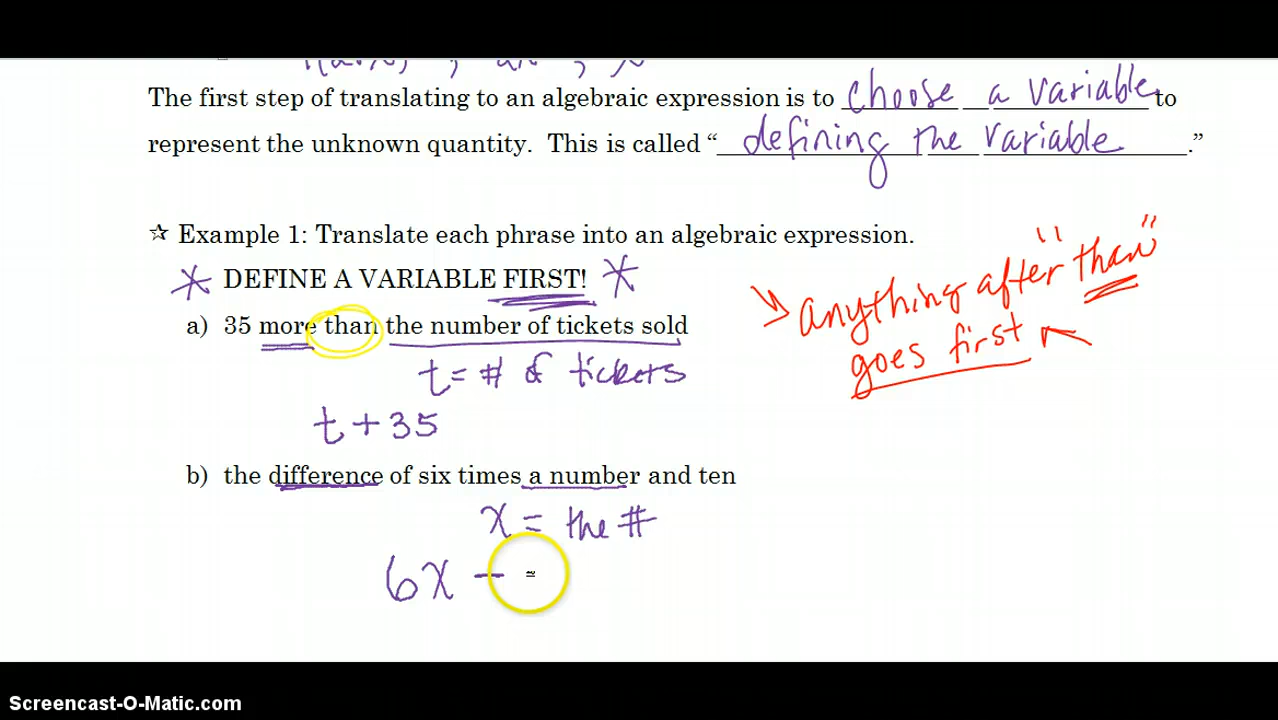 The first step of translating to an algebraic expression is to choose a variable to
represent the unknown quantity. This is called “ defining the variable .”
☆ Example 1: Translate each phrase into an algebraic expression.
* DEFINE A VARIABLE FIRST! *
a) 35 more than the number of tickets sold
t = # of tickets
t + 35
b) the difference of six times a number and ten
x = the #
6x -
anything after "than"
goes first
Screencast-O-Matic.com